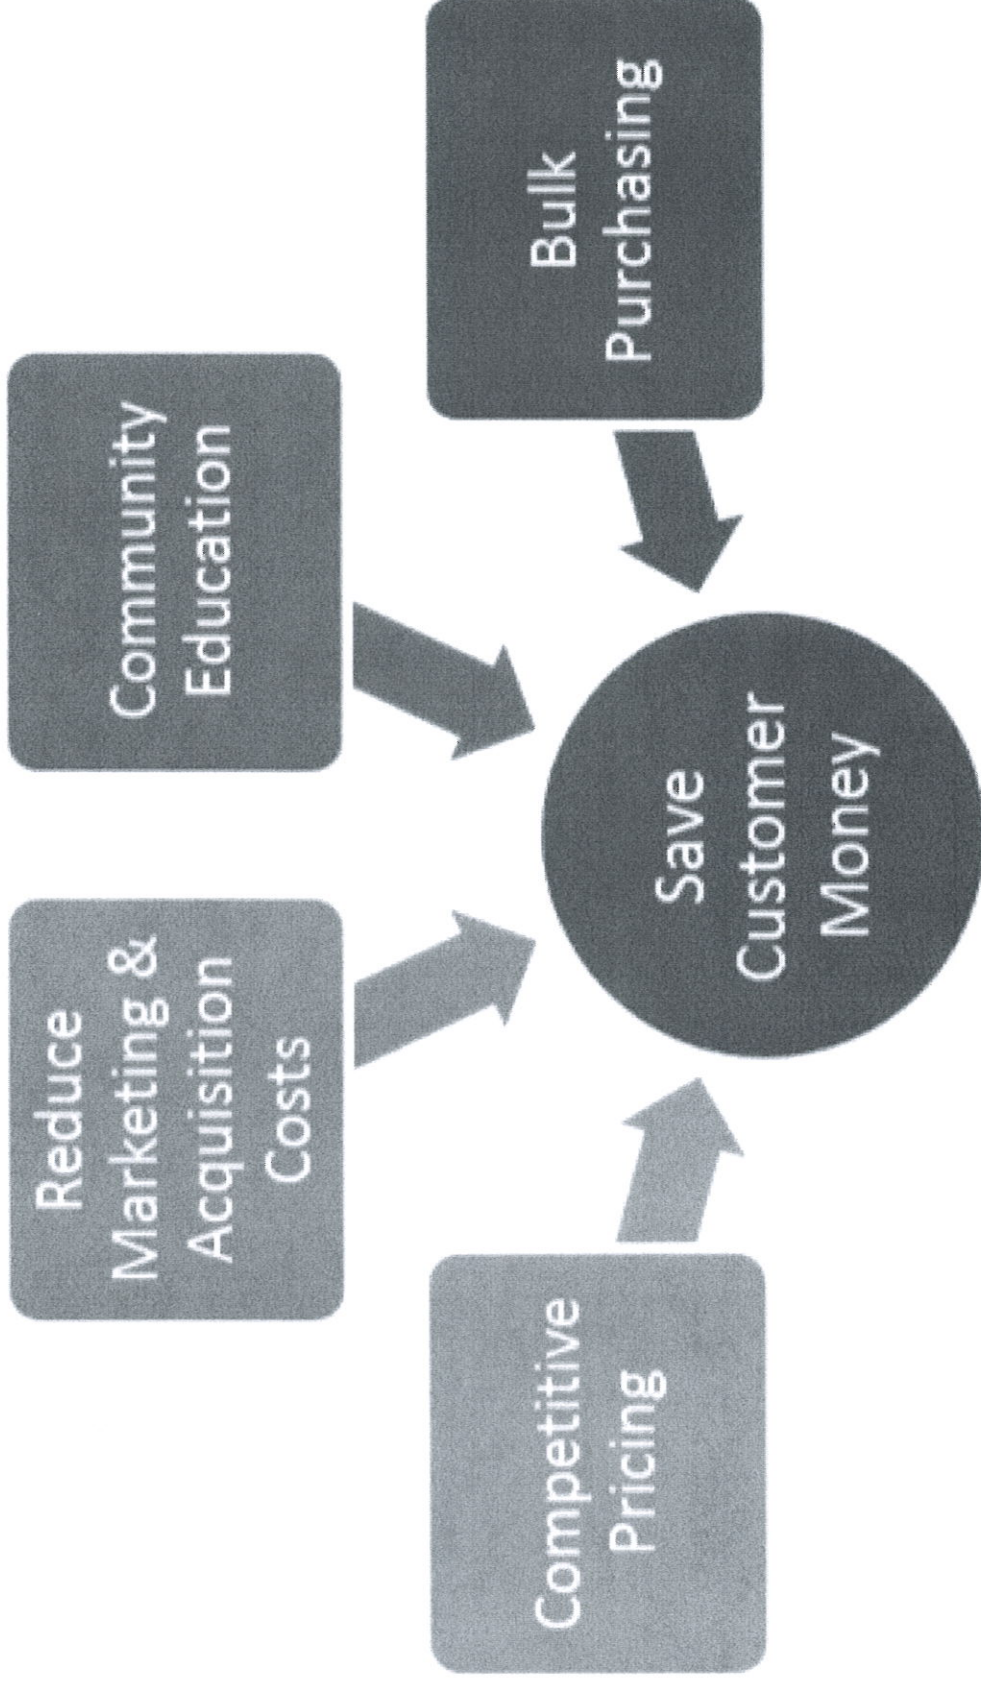 Competitive
Pricing
Reduce
Marketing &
Acquisition
Costs
Community
Education
Bulk
Purchasing
Save
Customer
Money